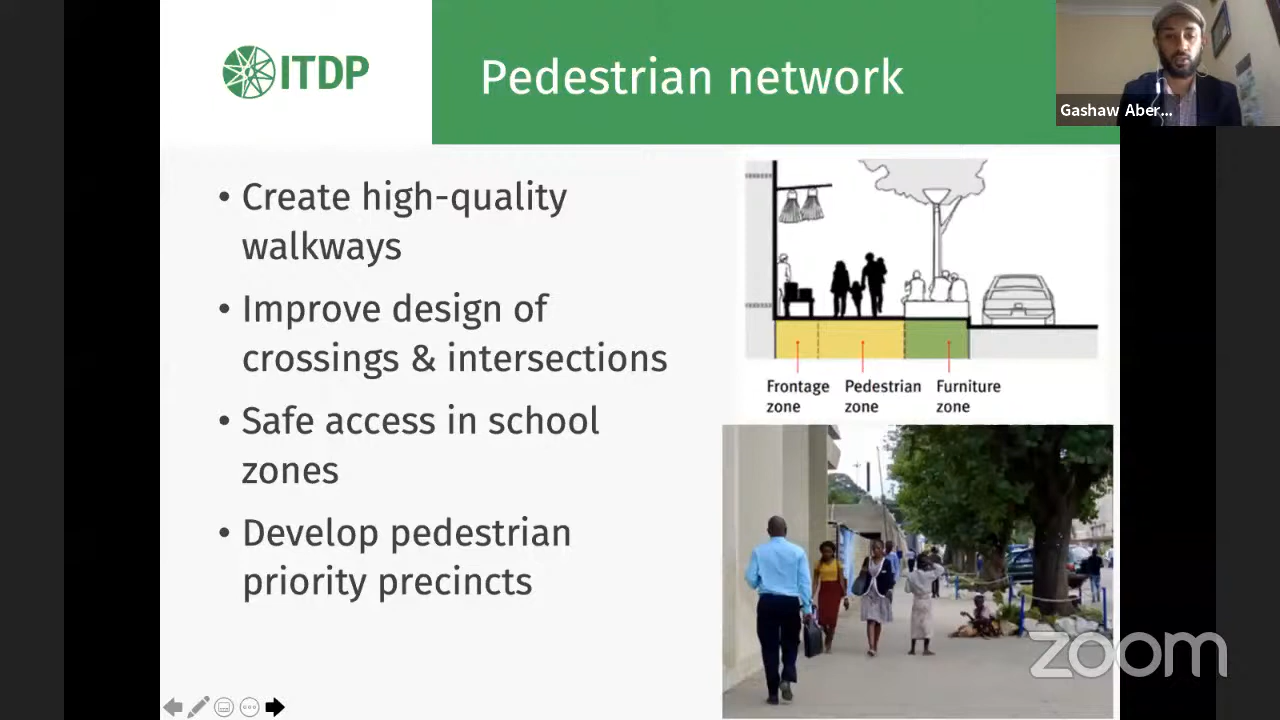 ITDP
Pedestrian network
Gashaw Aber...
• Create high-quality
walkways
• Improve design of
crossings & intersections
• Safe access in school
zones
• Develop pedestrian
priority precincts
Frontage
zone
Pedestrian
zone
Furniture
zone
zoom